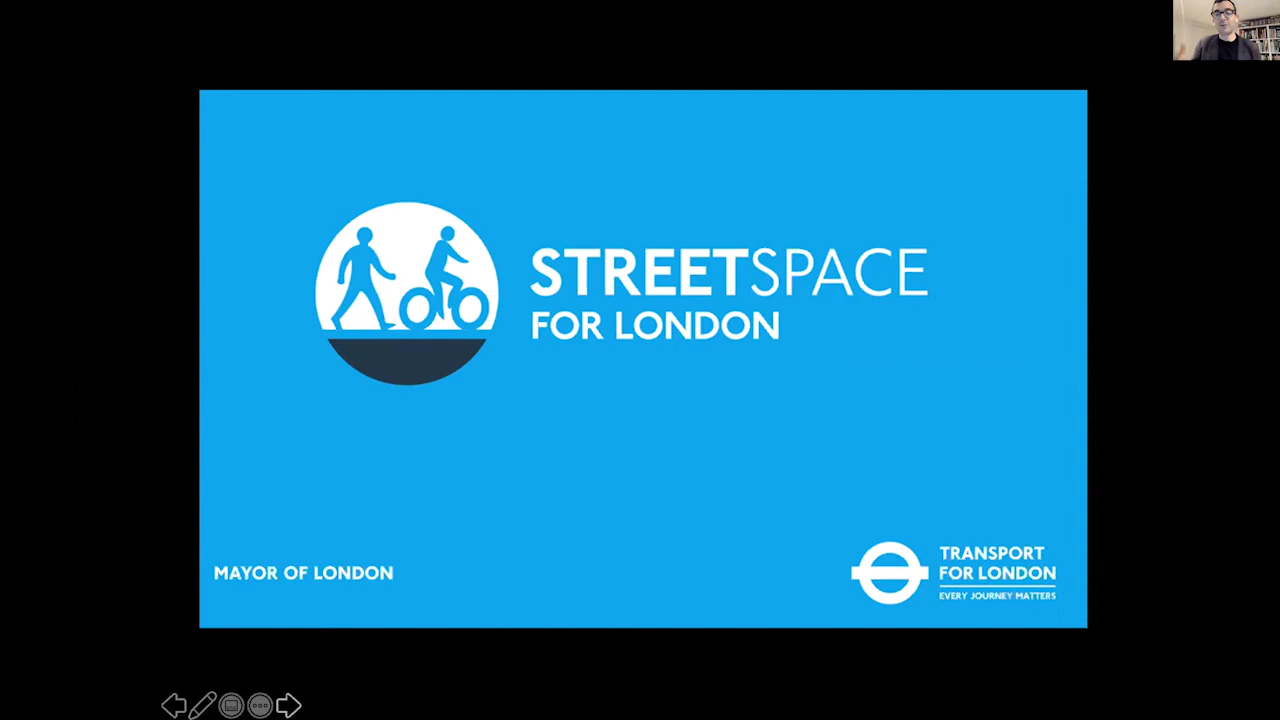 STREETSPACE
FOR LONDON
MAYOR OF LONDON
TRANSPORT
FOR LONDON
EVERY JOURNEY MATTERS